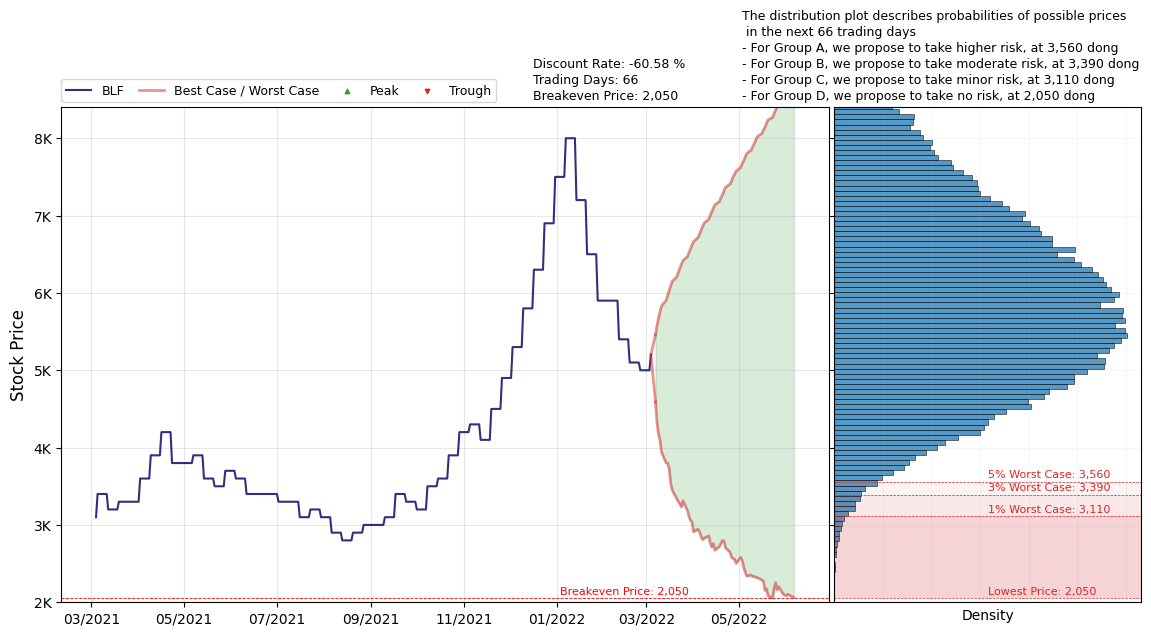 The distribution plot describes probabilities of possible prices
in the next 66 trading days
- For Group A, we propose to take higher risk, at 3,560 dong
- For Group B, we propose to take moderate risk, at 3,390 dong
- For Group C, we propose to take minor risk, at 3,110 dong
- For Group D, we propose to take no risk, at 2,050 dong
Discount Rate: -60.58 %
Trading Days: 66
Breakeven Price: 2,050
BLF
Best Case / Worst Case
Peak
Trough
Stock Price
8K
7K
6K
5K
4K
3K
2K
Breakeven Price: 2,050
03/2021
05/2021
07/2021
09/2021
11/2021
01/2022
03/2022
05/2022
5% Worst Case: 3,560
3% Worst Case: 3,390
1% Worst Case: 3,110
Lowest Price: 2,050
Density